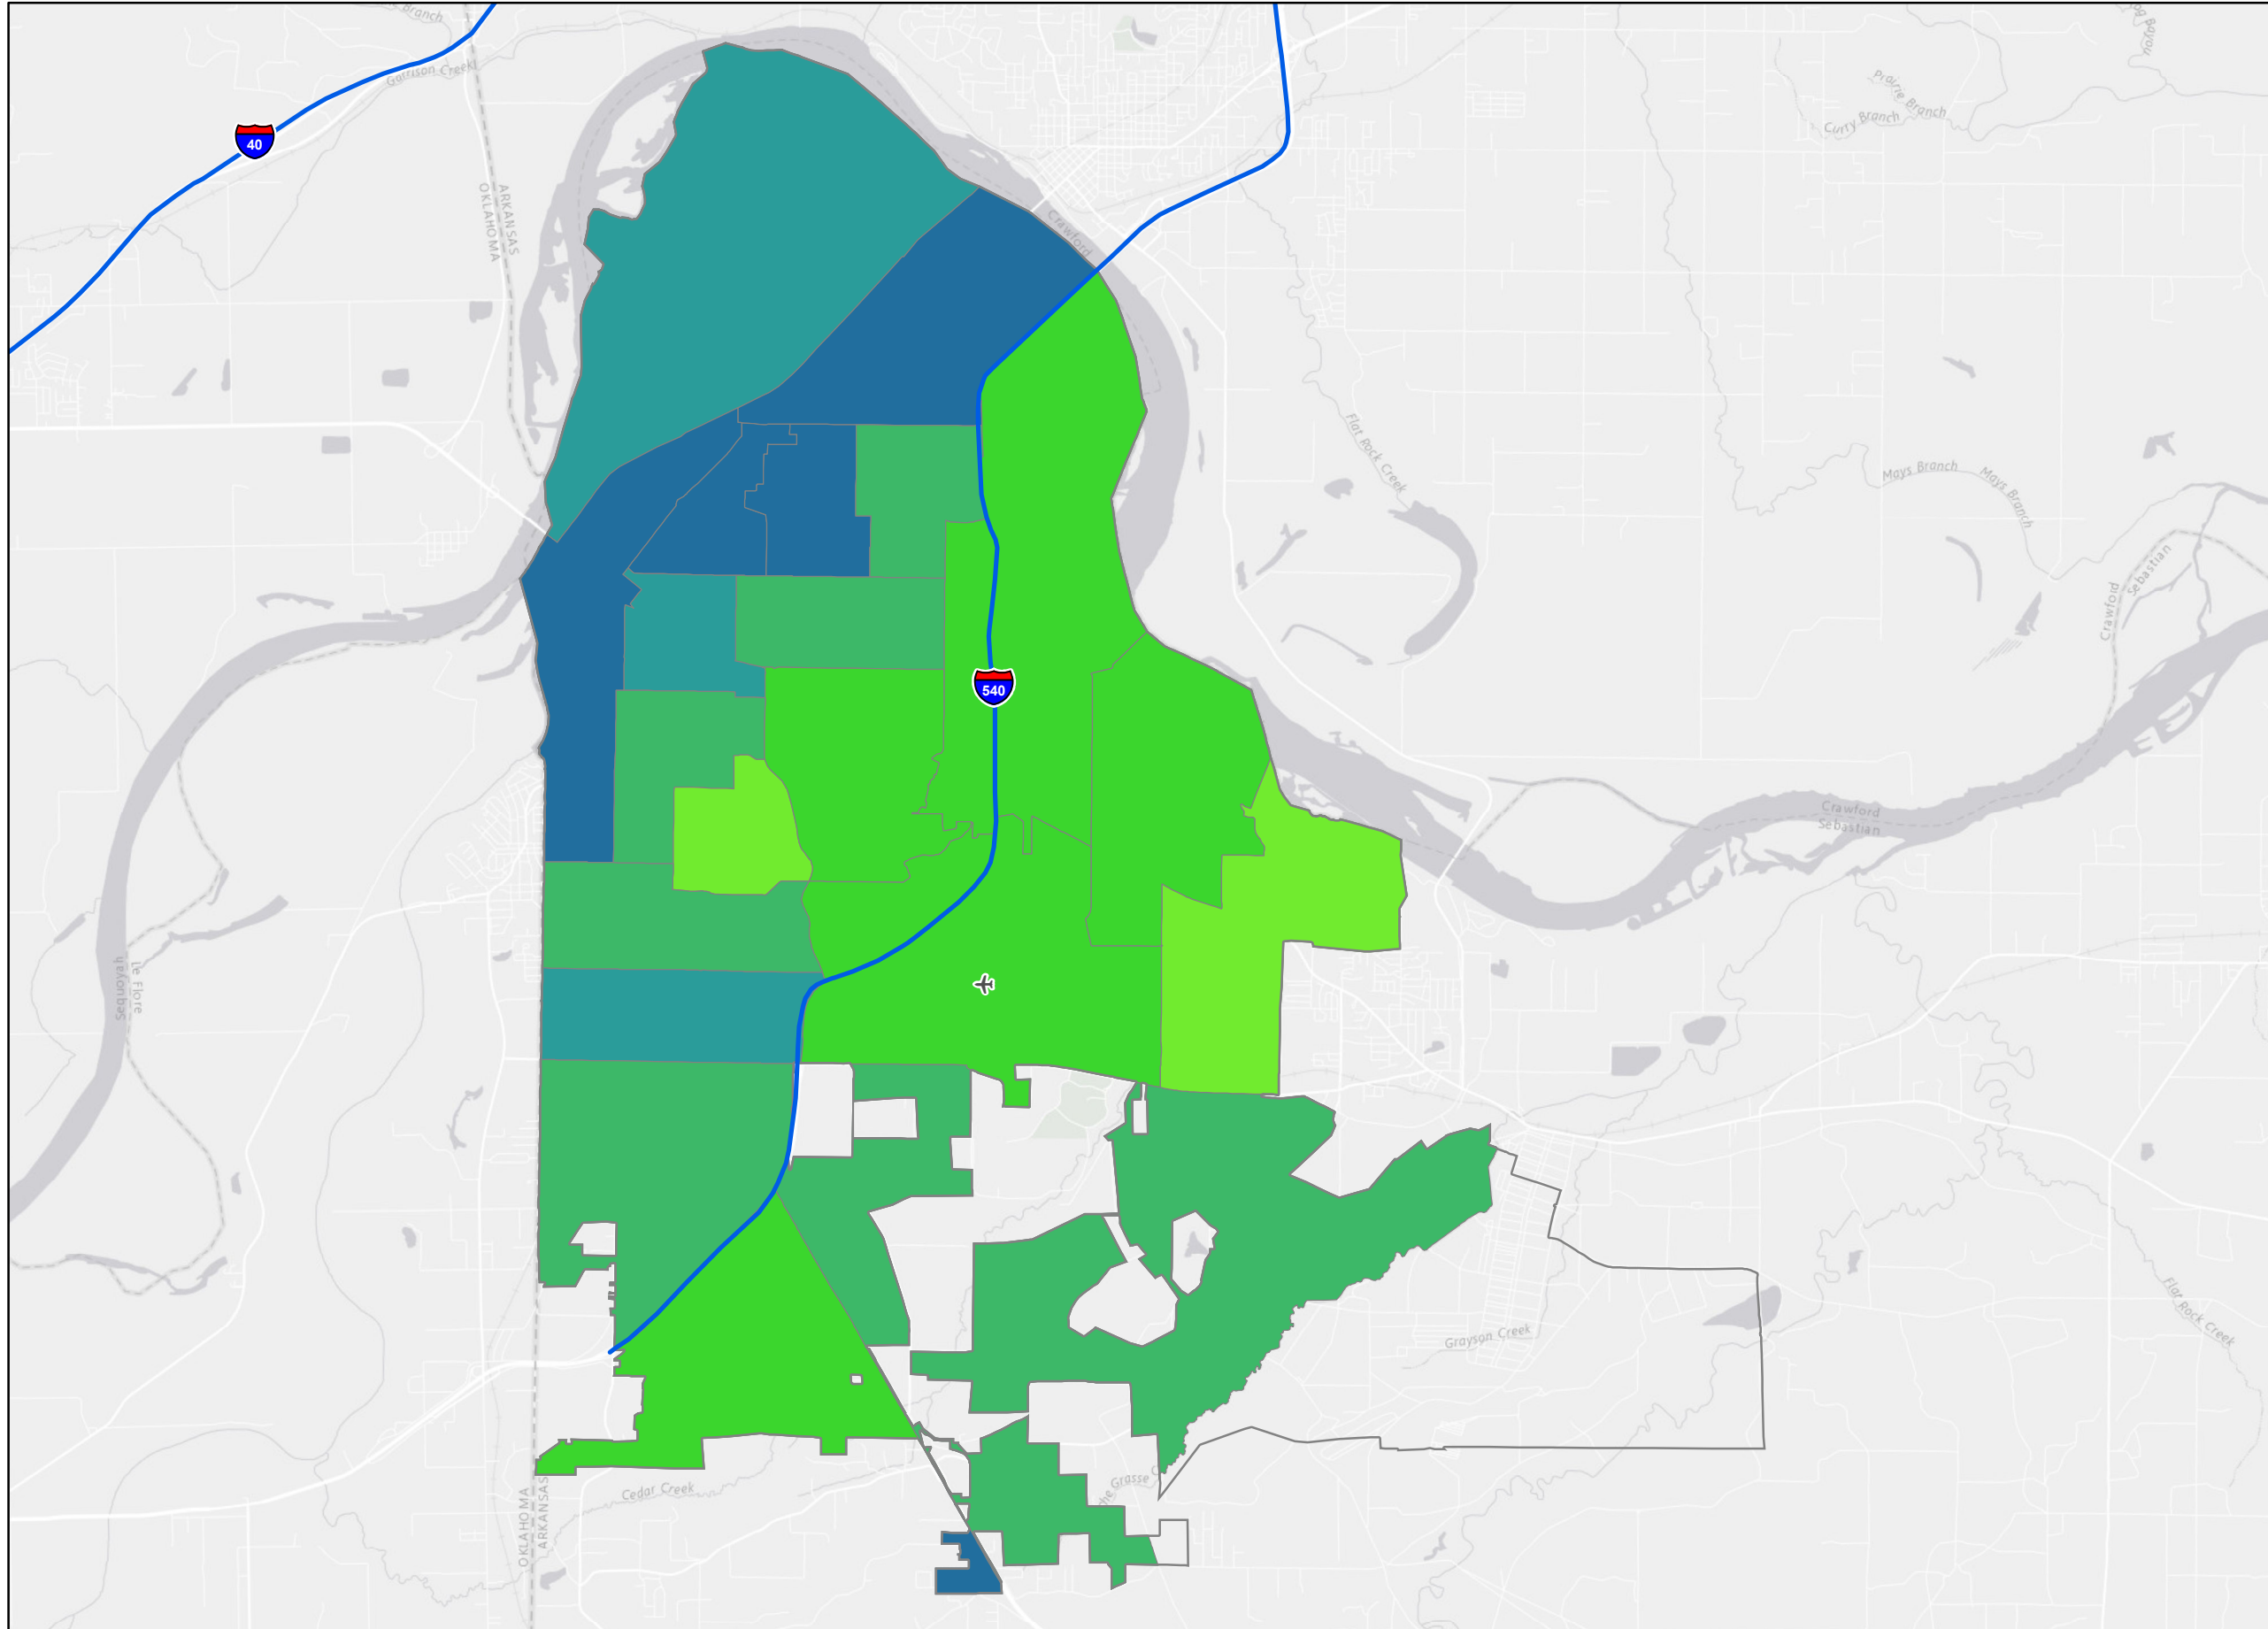 Branch
Garrison Creek
40
ARKANSAS
OKLAHOMA
Crawford
Prairie Branch
Curry Branch
Flat Rock Creek
Mays Branch
Mays Branch
Crawford
Sebastian
540
Crawford
Sebastian
Sequoyah
Le Flore
Flat Rock Creek
Grayson Creek
Cedar Creek
Grasse
OKLAHOMA
ARKANSAS